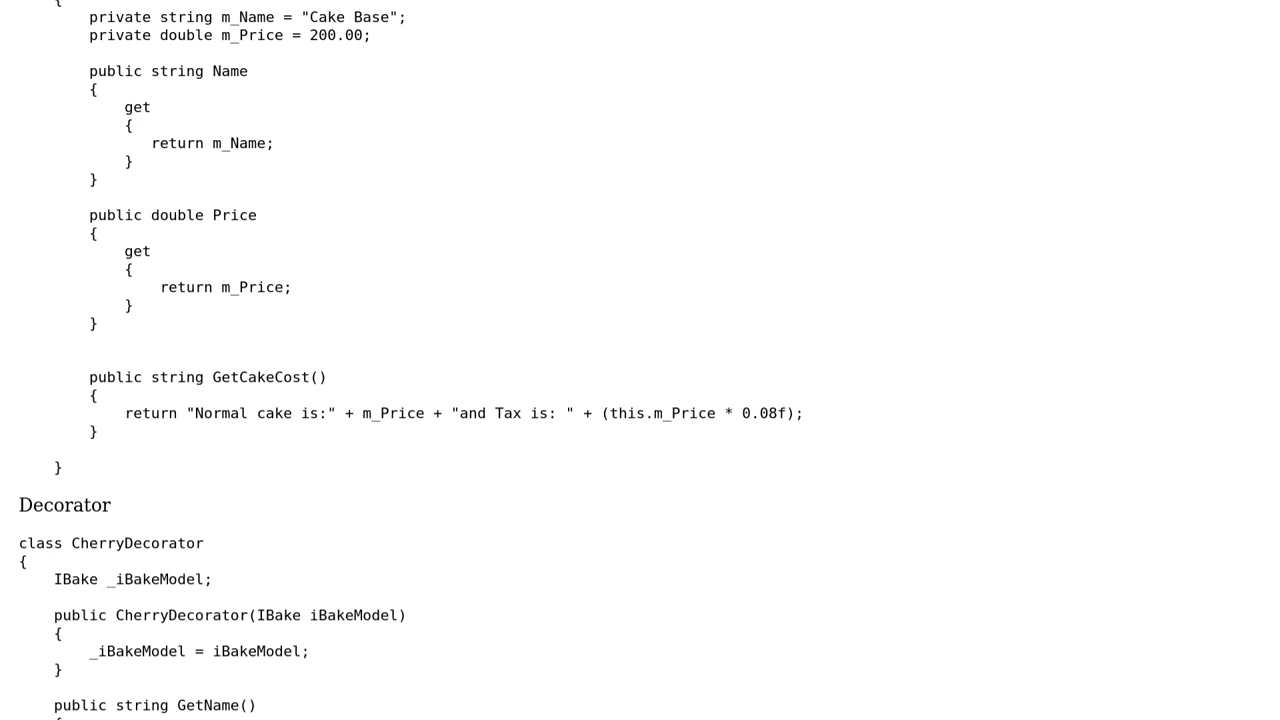 {
private string m_Name = "Cake Base";
private double m_Price = 200.00;
public string Name
{
get
{
return m_Name;
}
}
public double Price
{
get
{
return m_Price;
}
}
public string GetCakeCost()
{
return "Normal cake is:" + m_Price + "and Tax is: " + (this.m_Price * 0.08f);
}
}
Decorator
class CherryDecorator
{
IBake _iBakeModel;
public CherryDecorator(IBake iBakeModel)
{
_iBakeModel = iBakeModel;
}
public string GetName()
{